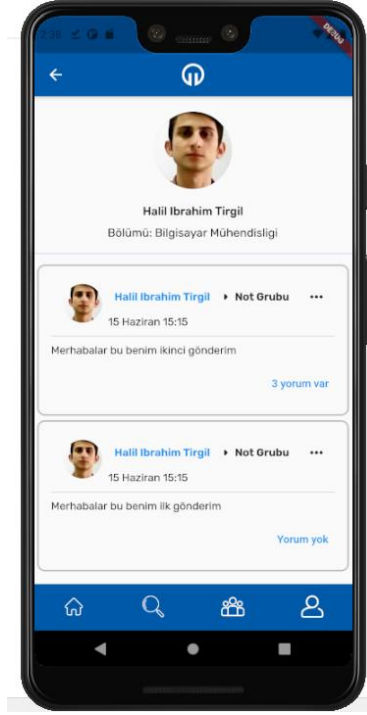 3:38
DEBUG
Halil Ibrahim Tirgil
Bölümü: Bilgisayar Mühendisligi
Halil Ibrahim Tirgil ▸ Not Grubu •••
15 Haziran 15:15
Merhabalar bu benim ikinci gönderim
3 yorum var
Halil Ibrahim Tirgil ▸ Not Grubu •••
15 Haziran 15:15
Merhabalar bu benim ilk gönderim
Yorum yok